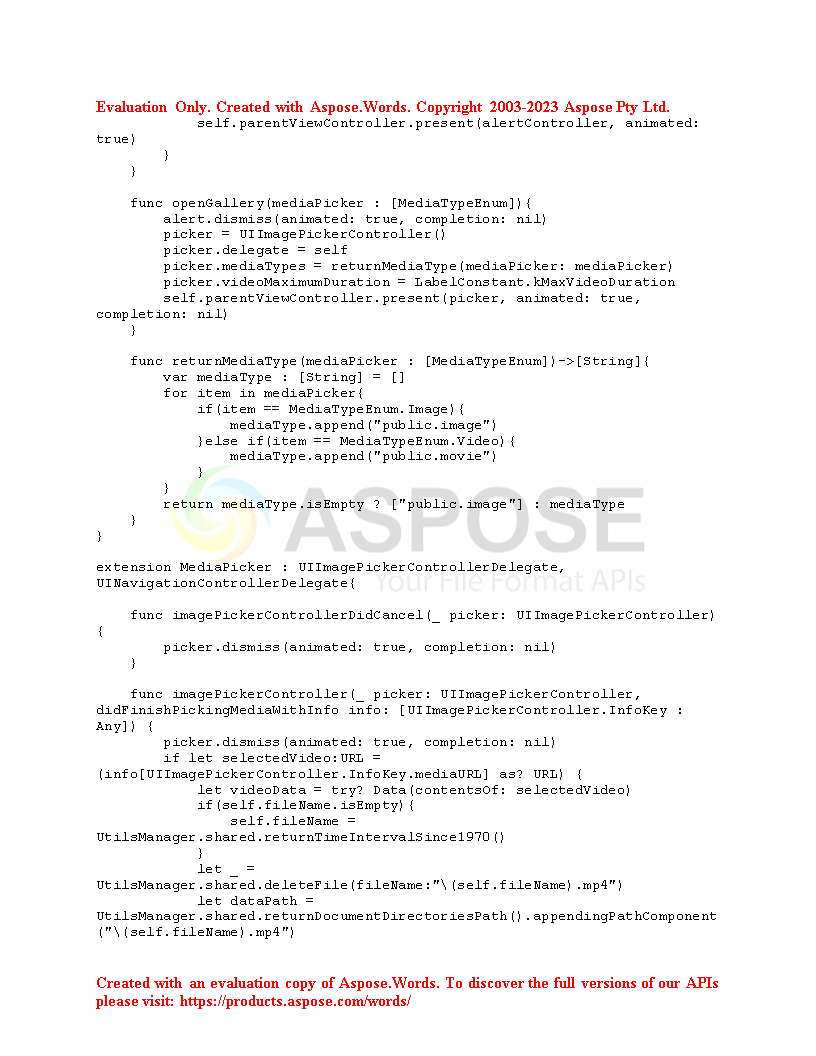 Evaluation Only. Created with Aspose.Words. Copyright 2003-2023 Aspose Pty Ltd.
            self.parentViewController.present(alertController, animated:
true)
        }
    }

    func openGallery(mediaPicker : [MediaTypeEnum]){
        alert.dismiss(animated: true, completion: nil)
        picker = UIImagePickerController()
        picker.delegate = self
        picker.mediaTypes = returnMediaType(mediaPicker: mediaPicker)
        picker.videoMaximumDuration = LabelConstant.kMaxVideoDuration
        self.parentViewController.present(picker, animated: true,
completion: nil)
    }

    func returnMediaType(mediaPicker : [MediaTypeEnum])->[String]{
        var mediaType : [String] = []
        for item in mediaPicker{
            if(item == MediaTypeEnum.Image){
                mediaType.append("public.image")
            }else if(item == MediaTypeEnum.Video){
                mediaType.append("public.movie")
            }
        }
        return mediaType.isEmpty ? ["public.image"] : mediaType
    }
}
ASPOSE
Your File Format APIs

extension MediaPicker : UIImagePickerControllerDelegate,
UINavigationControllerDelegate{

    func imagePickerControllerDidCancel(_ picker: UIImagePickerController)
{
        picker.dismiss(animated: true, completion: nil)
    }

    func imagePickerController(_ picker: UIImagePickerController,
didFinishPickingMediaWithInfo info: [UIImagePickerController.InfoKey :
Any]) {
        picker.dismiss(animated: true, completion: nil)
        if let selectedVideo:URL =
(info[UIImagePickerController.InfoKey.mediaURL] as? URL) {
            let videoData = try? Data(contentsOf: selectedVideo)
            if(self.fileName.isEmpty){
                self.fileName =
UtilsManager.shared.returnTimeIntervalSince1970()
            }
            let _ =
UtilsManager.shared.deleteFile(fileName:"\(self.fileName).mp4")
            let dataPath =
UtilsManager.shared.returnDocumentDirectoriesPath().appendingPathComponent
("\(self.fileName).mp4")

Created with an evaluation copy of Aspose.Words. To discover the full versions of our APIs
please visit: https://products.aspose.com/words/